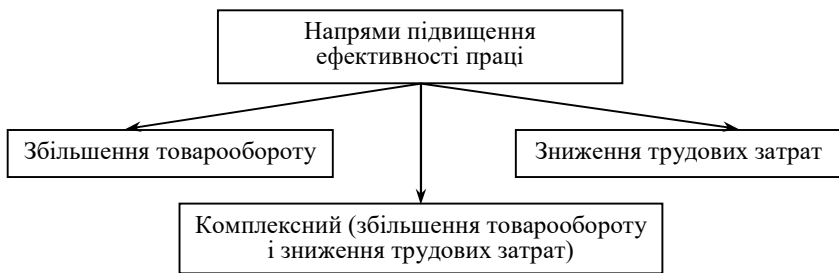 Напрями підвищення
ефективності праці
Збільшення товарообороту
Зниження трудових затрат
Комплексний (збільшення товарообороту
і зниження трудових затрат)